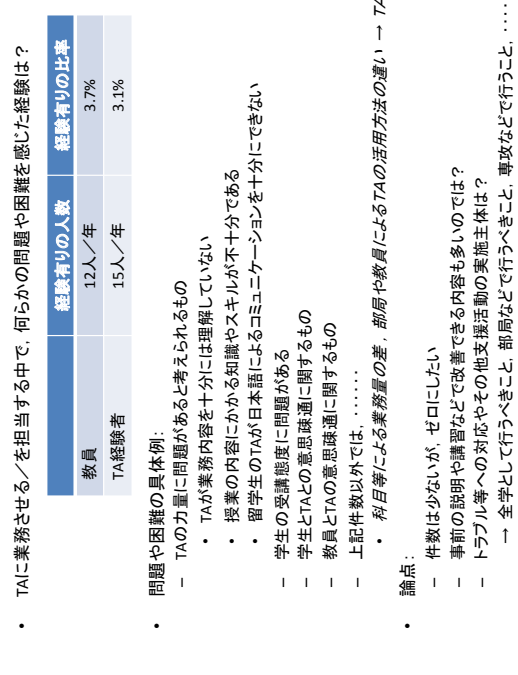 • TAに業務させる／を担当する中で，何らかの問題や困難を感じた経験は？
経験有りの人数 経験有りの比率
教員 12人／年 3.7%
TA経験者 15人／年 3.1%
• 問題や困難の具体例：
– TAの力量に問題があると考えられるもの
• TAが業務内容を十分には理解していない
• 授業の内容にかかる知識やスキルが不十分である
• 留学生のTAが日本語によるコミュニケーションを十分にできない
– 学生の受講態度に問題がある
– 学生とTAとの意思疎通に関するもの
– 教員とTAの意思疎通に関するもの
– 上記件数以外では，・・・・・・
• 科目等による業務量の差，部局や教員によるTAの活用方法の違い → TA
• 論点：
– 件数は少ないが，ゼロにしたい
– 事前の説明や講習などで改善できる内容も多いのでは？
– トラブル等への対応やその他支援活動の実施主体は？
→ 全学として行うべきこと，部局などで行うべきこと，専攻などで行うこと，・・・・